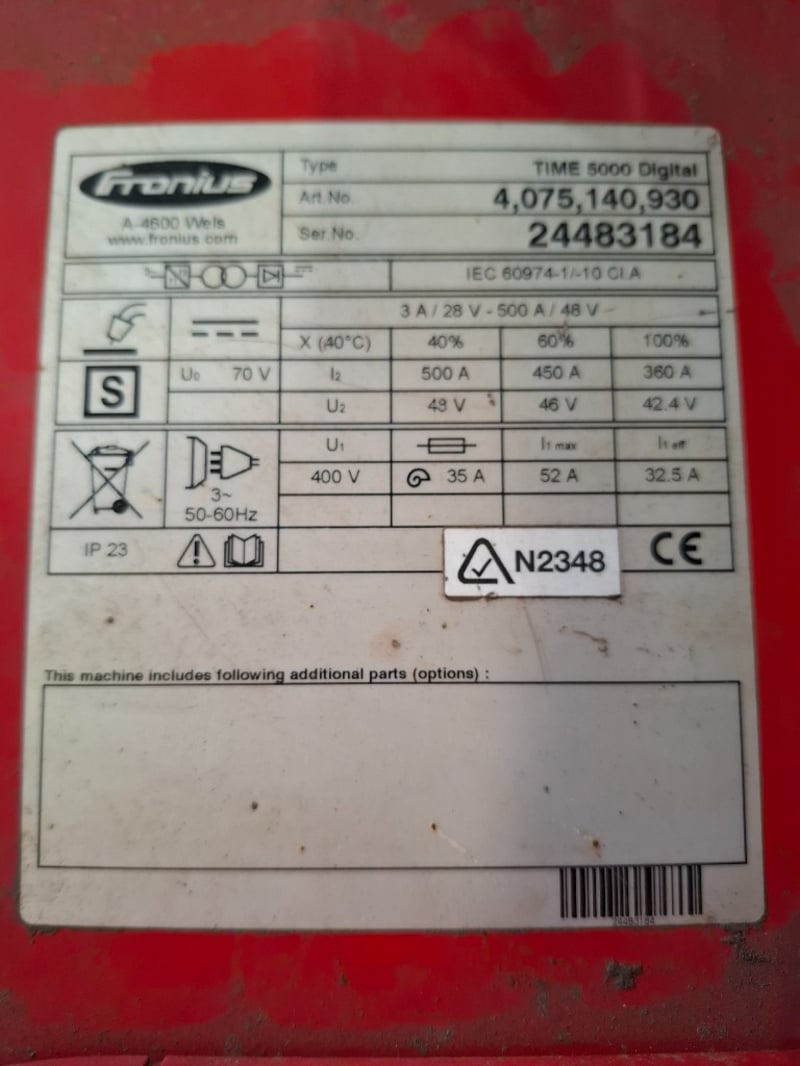 Fronius
A-4600 Wels
www.fronius.com
Type TIME 5000 Digital
Art.No. 4,075,140,930
Ser.No. 24483184
IEC 60974-1/-10 Cl.A
3 A / 28 V - 500 A / 48 V
X (40°C) 40% 60% 100%
S U0 70 V I2 500 A 450 A 360 A
U2 48 V 46 V 42.4 V
U1 I1 max I1 eff
400 V 35 A 52 A 32.5 A
3~
50-60Hz
IP 23 N2348 CE
This machine includes following additional parts (options) :
24483184